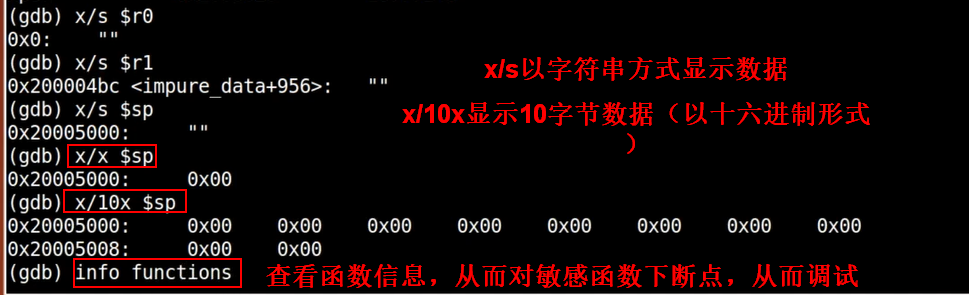 (gdb) x/s $r0
0x0: ""
(gdb) x/s $r1
0x200004bc <impure_data+956>: ""
(gdb) x/s $sp
0x20005000: ""
(gdb) x/x $sp
0x20005000: 0x00
(gdb) x/10x $sp
0x20005000: 0x00 0x00 0x00 0x00 0x00 0x00 0x00 0x00
0x20005008: 0x00 0x00
(gdb) info functions
x/s以字符串方式显示数据
x/10x显示10字节数据（以十六进制形式
）
查看函数信息，从而对敏感函数下断点，从而调试